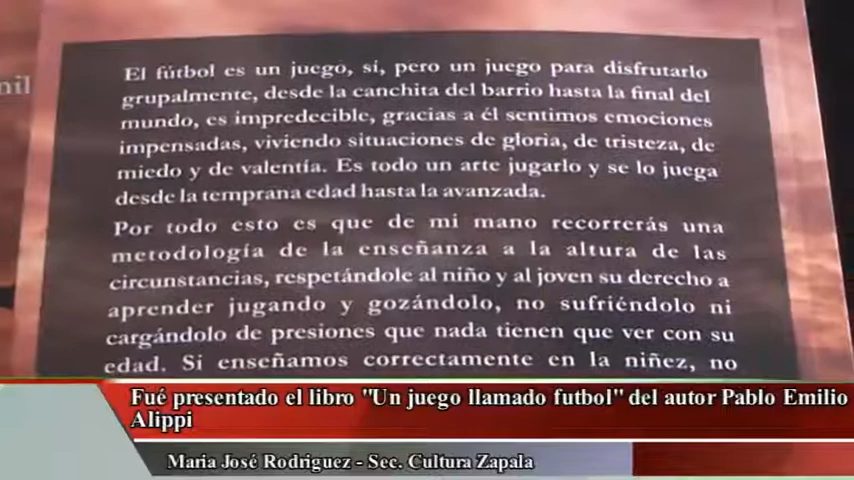 nil
El fútbol es un juego, sí, pero un juego para disfrutarlo
grupalmente, desde la canchita del barrio hasta la final del
mundo, es impredecible, gracias a él sentimos emociones
impensadas, viviendo situaciones de gloria, de tristeza, de
miedo y de valentía. Es todo un arte jugarlo y se lo juega
desde la temprana edad hasta la avanzada.
Por todo esto es que de mi mano recorrerás una
metodología de la enseñanza a la altura de las
circunstancias, respetándole al niño y al joven su derecho a
aprender jugando y gozándolo, no sufriéndolo ni
cargándolo de presiones que nada tienen que ver con su
edad. Si enseñamos correctamente en la niñez, no
Fué presentado el libro "Un juego llamado futbol" del autor Pablo Emilio
Alippi
Maria José Rodriguez - Sec. Cultura Zapala